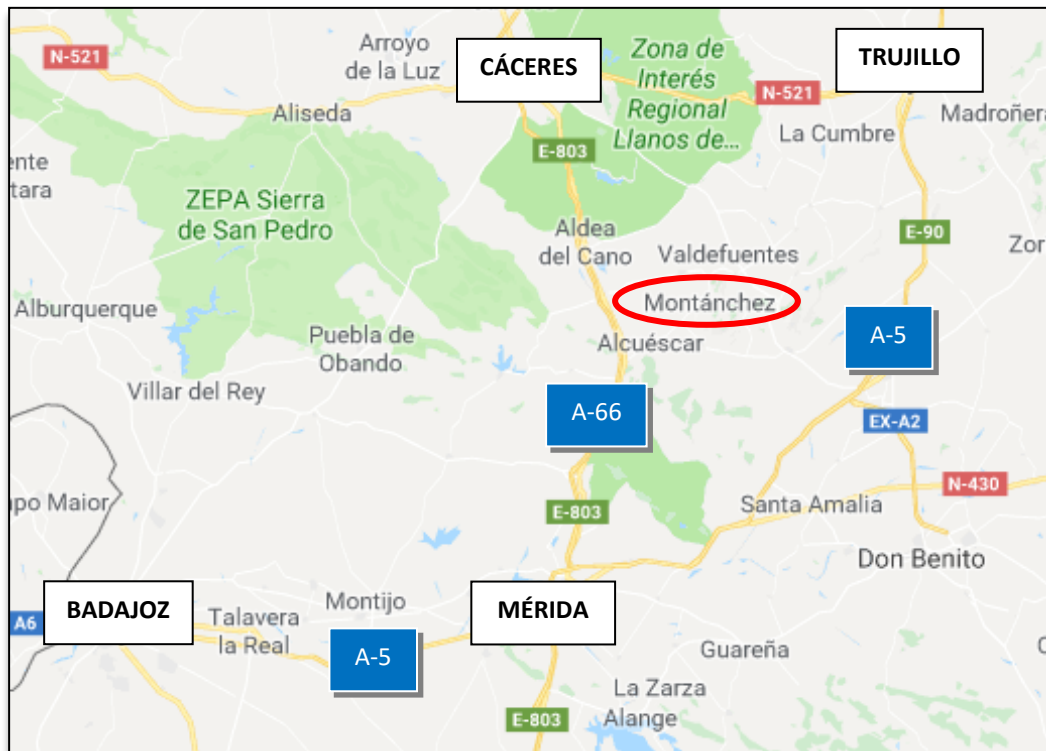 N-521
Arroyo
de la Luz
CÁCERES
Zona de
Interés
Regional
Llanos de...
TRUJILLO
N-521
Madroñera
Aliseda
La Cumbre
E-803
ente
tara
ZEPA Sierra
de San Pedro
Aldea
del Cano
Valdefuentes
E-90
Zor
Alburquerque
Montánchez
Puebla de
Obando
Alcuéscar
A-5
Villar del Rey
A-66
EX-A2
N-430
po Maior
E-803
Santa Amalia
Don Benito
BADAJOZ
Talavera
la Real
Montijo
MÉRIDA
A6
A-5
Guareña
La Zarza
Alange
E-803